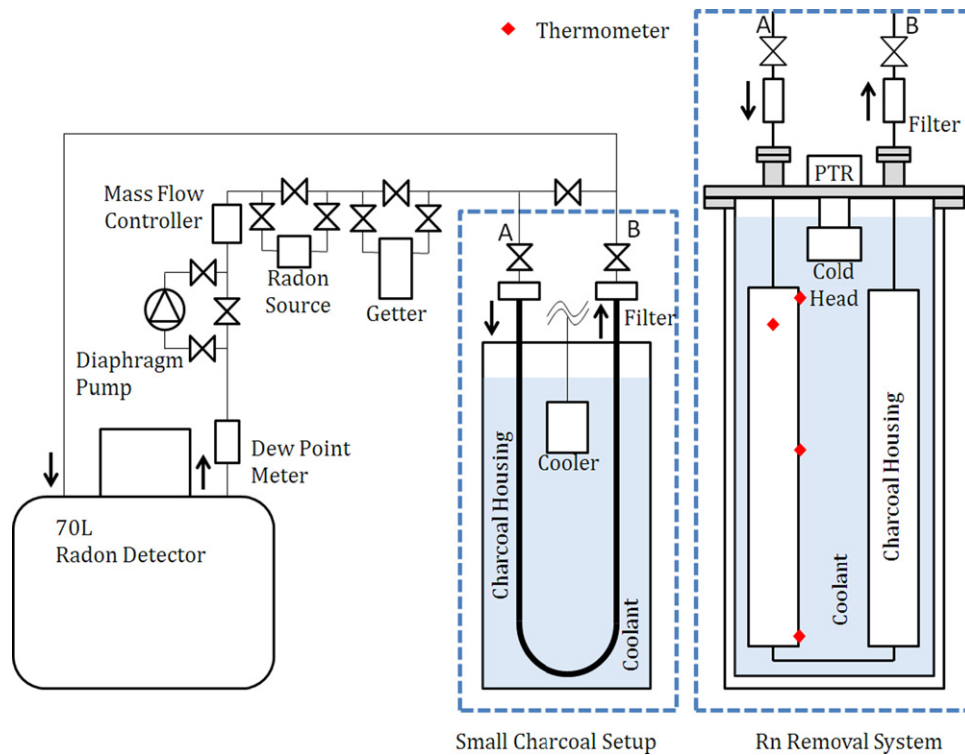 Thermometer
A
B
Filter
PTR
Cold
Head
Charcoal Housing
Coolant
Mass Flow
Controller
Radon
Source
Getter
A
B
Filter
Diaphragm
Pump
Cooler
Charcoal Housing
Coolant
Dew Point
Meter
70L
Radon Detector
Small Charcoal Setup
Rn Removal System